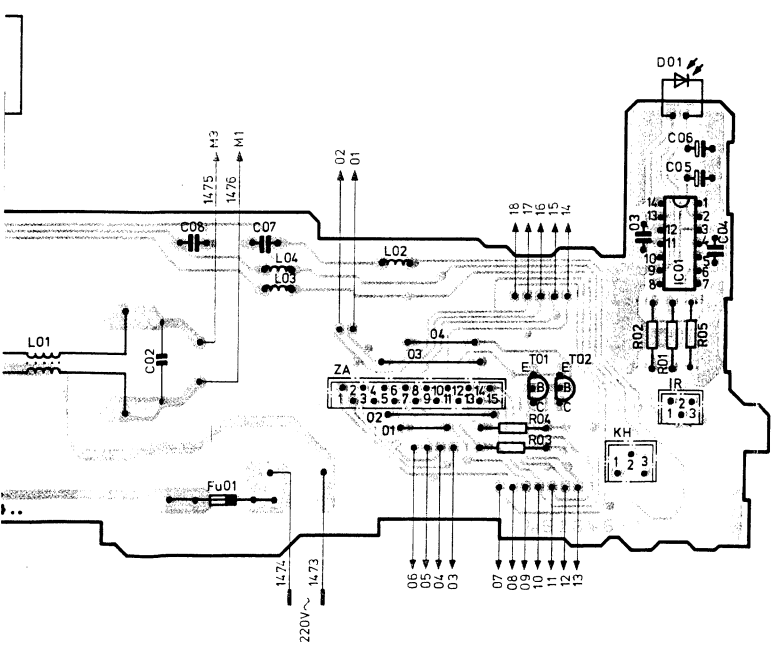 D01
C06
C05
M3
M1
02
01
1475
1476
18
17
16
15
14
14
13
12
11
10
9
8
1
2
3
4
5
6
7
IC01
03
C04
C08
C07
L04
L03
L02
R02
R01
R05
L01
C02
04
03
ZA
2 4 6 8 10 12 14
1 3 5 7 9 11 13 15
T01
T02
E
B
C
E
B
C
02
01
R04
R03
IR
2
1 3
KH
1 2 3
Fu01
1474
1473
220V~
06
05
04
03
07
08
09
10
11
12
13